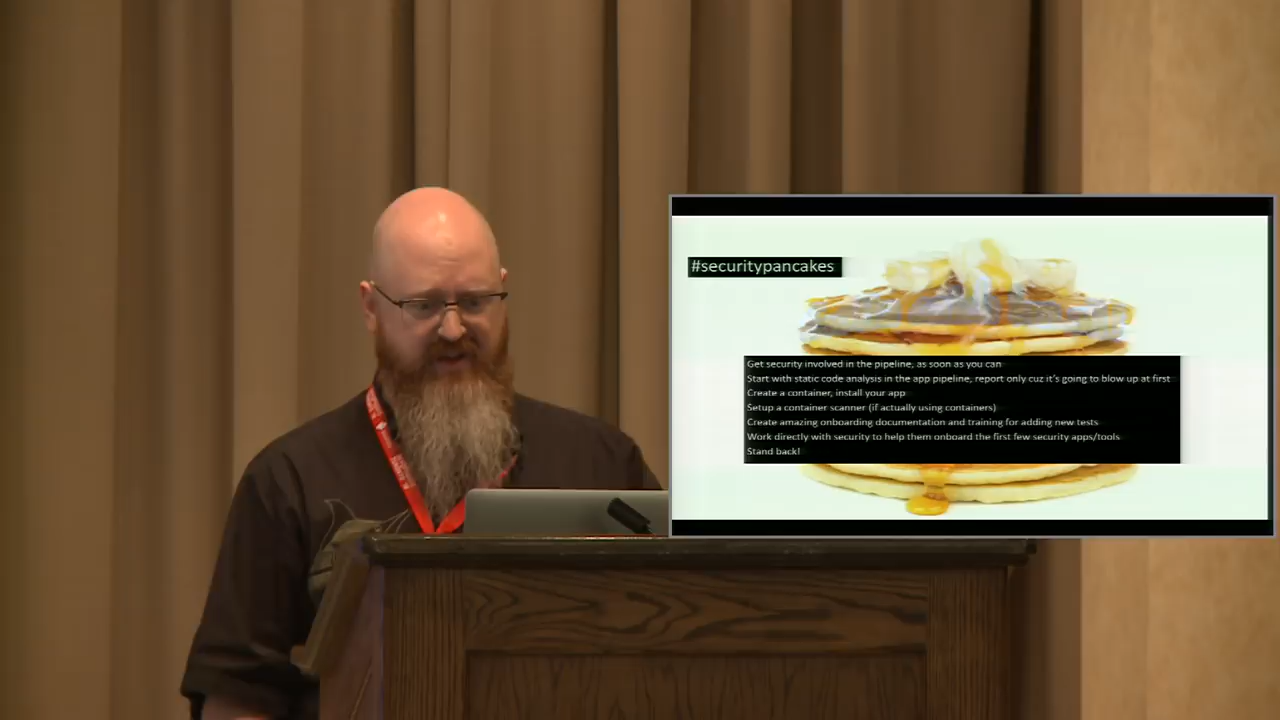 #securitypancakes
Get security involved in the pipeline, as soon as you can
Start with static code analysis in the app pipeline, report only cuz it's going to blow up at first
Create a container, install your app
Setup a container scanner (if actually using containers)
Create amazing onboarding documentation and training for adding new tests
Work directly with security to help them onboard the first few security apps/tools
Stand back!